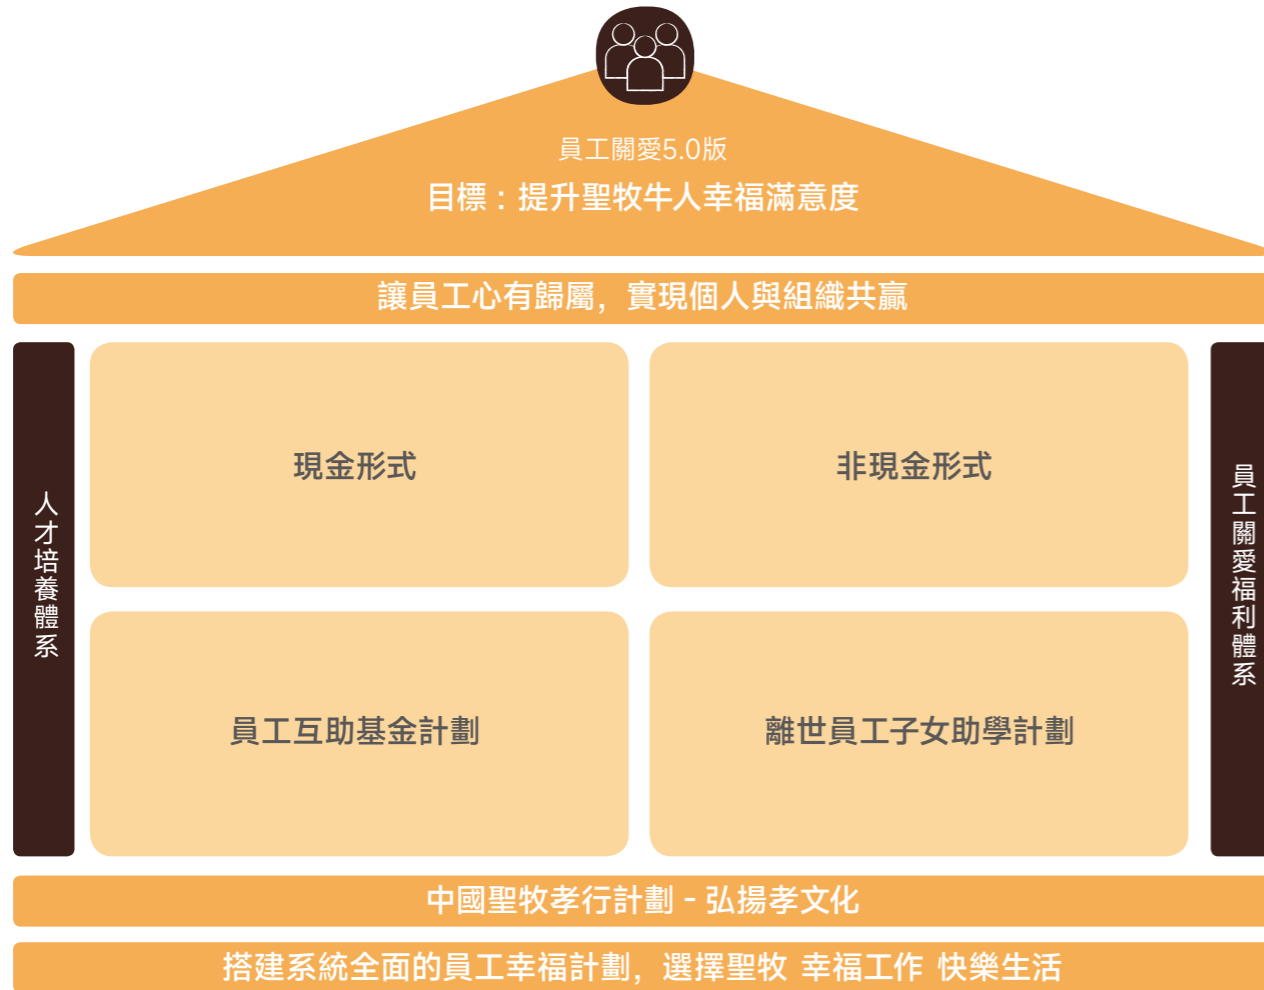 員工關愛5.0版
目標：提升聖牧牛人幸福滿意度
讓員工心有歸屬，實現個人與組織共贏
人才培養體系
現金形式
非現金形式
員工關愛福利體系
員工互助基金計劃
離世員工子女助學計劃
中國聖牧孝行計劃 - 弘揚孝文化
搭建系統全面的員工幸福計劃，選擇聖牧 幸福工作 快樂生活